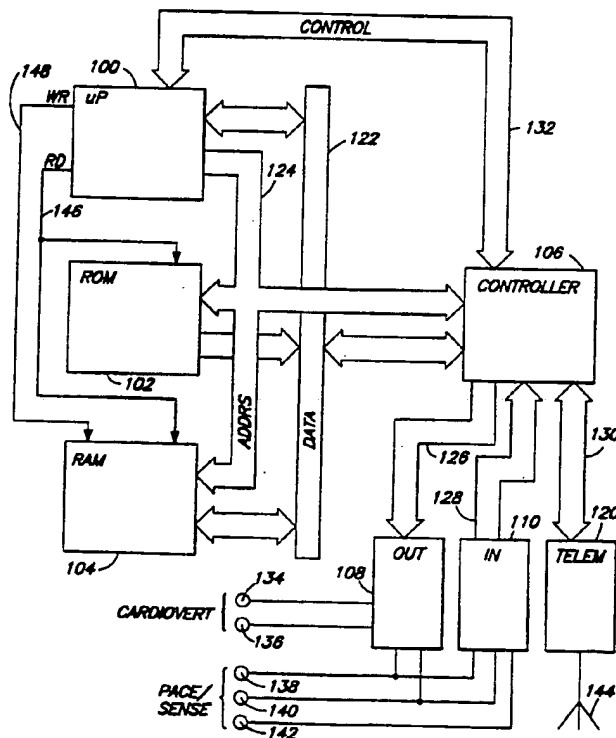 CONTROL
148
100
WR
uP
RD
146
124
122
132
106
CONTROLLER
ROM
102
ADDRS
DATA
RAM
104
126
128
110
130
120
108
OUT
IN
TELEM
CARDIOVERT
134
136
PACE/
SENSE
138
140
142
144